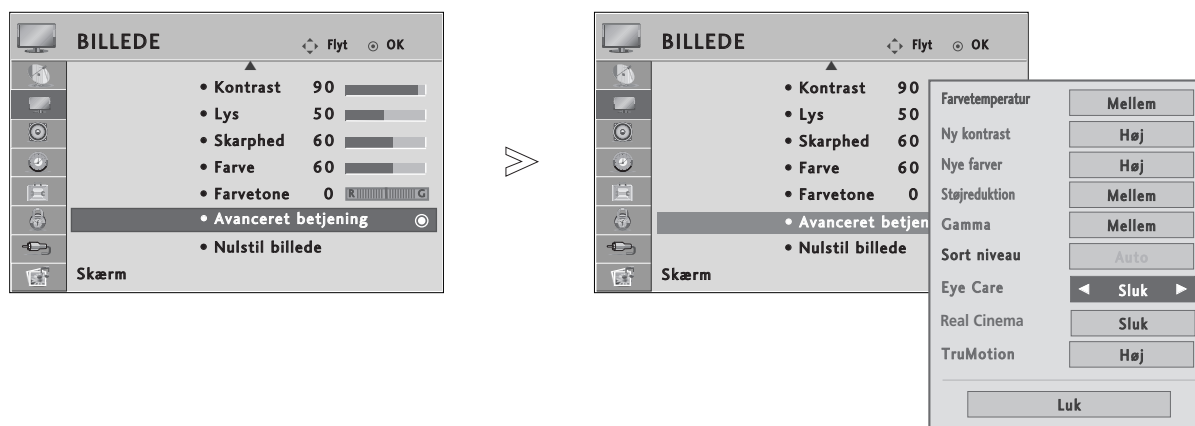 BILLEDE
Flyt OK
• Kontrast 90
• Lys 50
• Skarphed 60
• Farve 60
• Farvetone 0 R G
• Avanceret betjening
• Nulstil billede
Skærm
BILLEDE
Flyt OK
• Kontrast 90
• Lys 50
• Skarphed 60
• Farve 60
• Farvetone 0
• Avanceret betjen
• Nulstil billede
Skærm
Farvetemperatur Mellem
Ny kontrast Høj
Nye farver Høj
Støjreduktion Mellem
Gamma Mellem
Sort niveau Auto
Eye Care ◄ Sluk ►
Real Cinema Sluk
TruMotion Høj
Luk